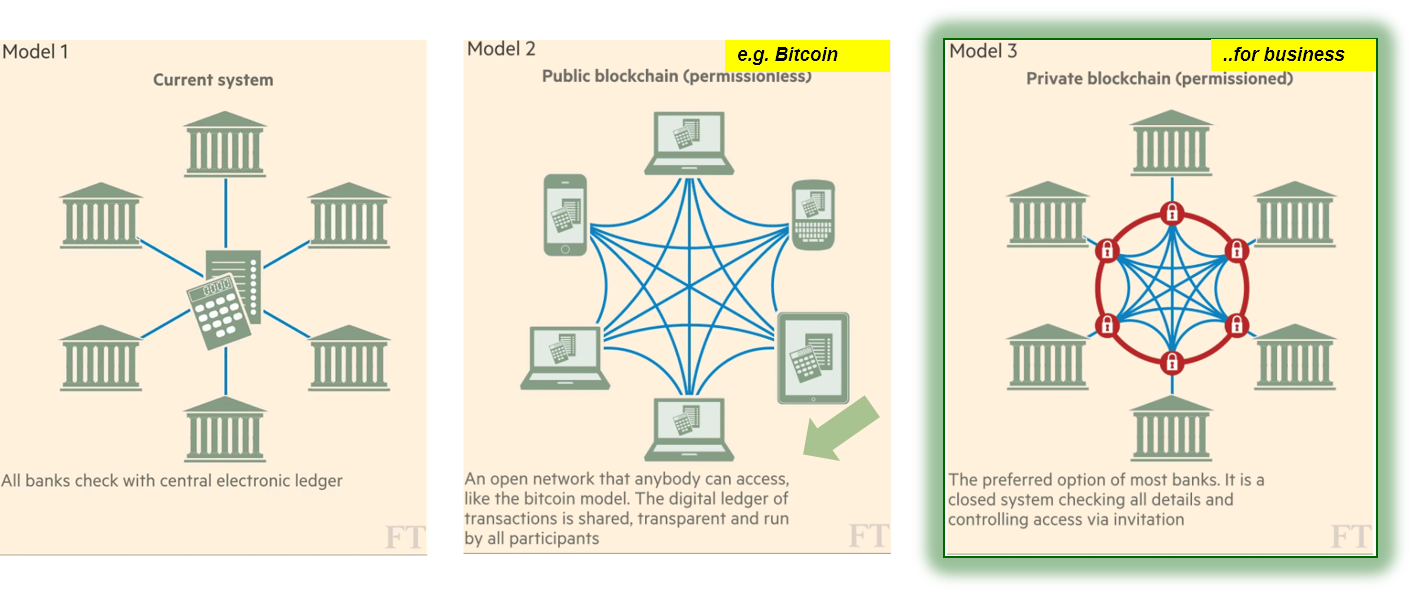 Model 1
Current system
0000
All banks check with central electronic ledger
FT
Model 2
e.g. Bitcoin
Public blockchain (permissionless)
An open network that anybody can access,
like the bitcoin model. The digital ledger of
transactions is shared, transparent and run
by all participants
FT
Model 3
..for business
Private blockchain (permissioned)
The preferred option of most banks. It is a
closed system checking all details and
controlling access via invitation
FT